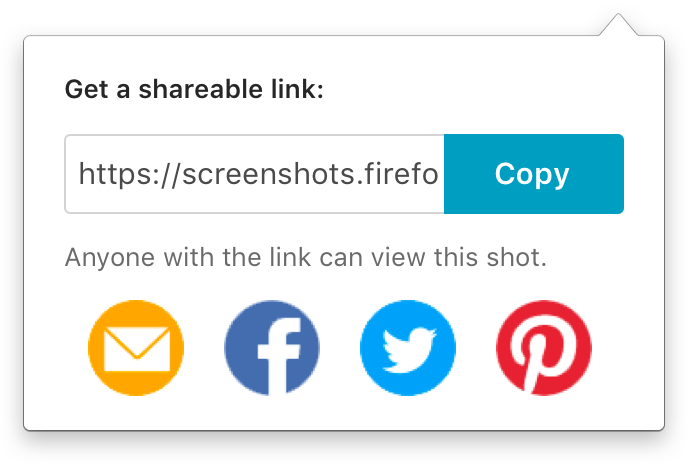 Get a shareable link:
https://screenshots.firefo
Copy
Anyone with the link can view this shot.